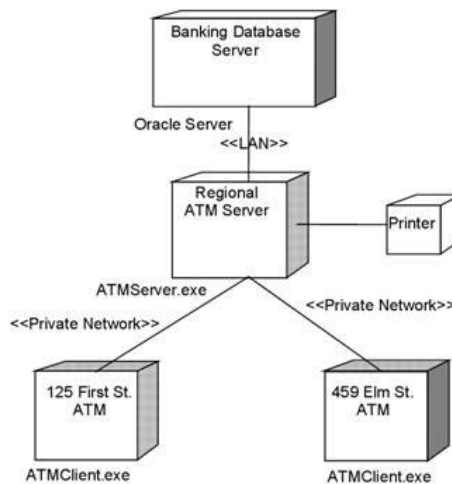 Banking Database
Server
Oracle Server
<<LAN>>
Regional
ATM Server
Printer
ATMServer.exe
<<Private Network>>
<<Private Network>>
125 First St.
ATM
459 Elm St.
ATM
ATMClient.exe
ATMClient.exe